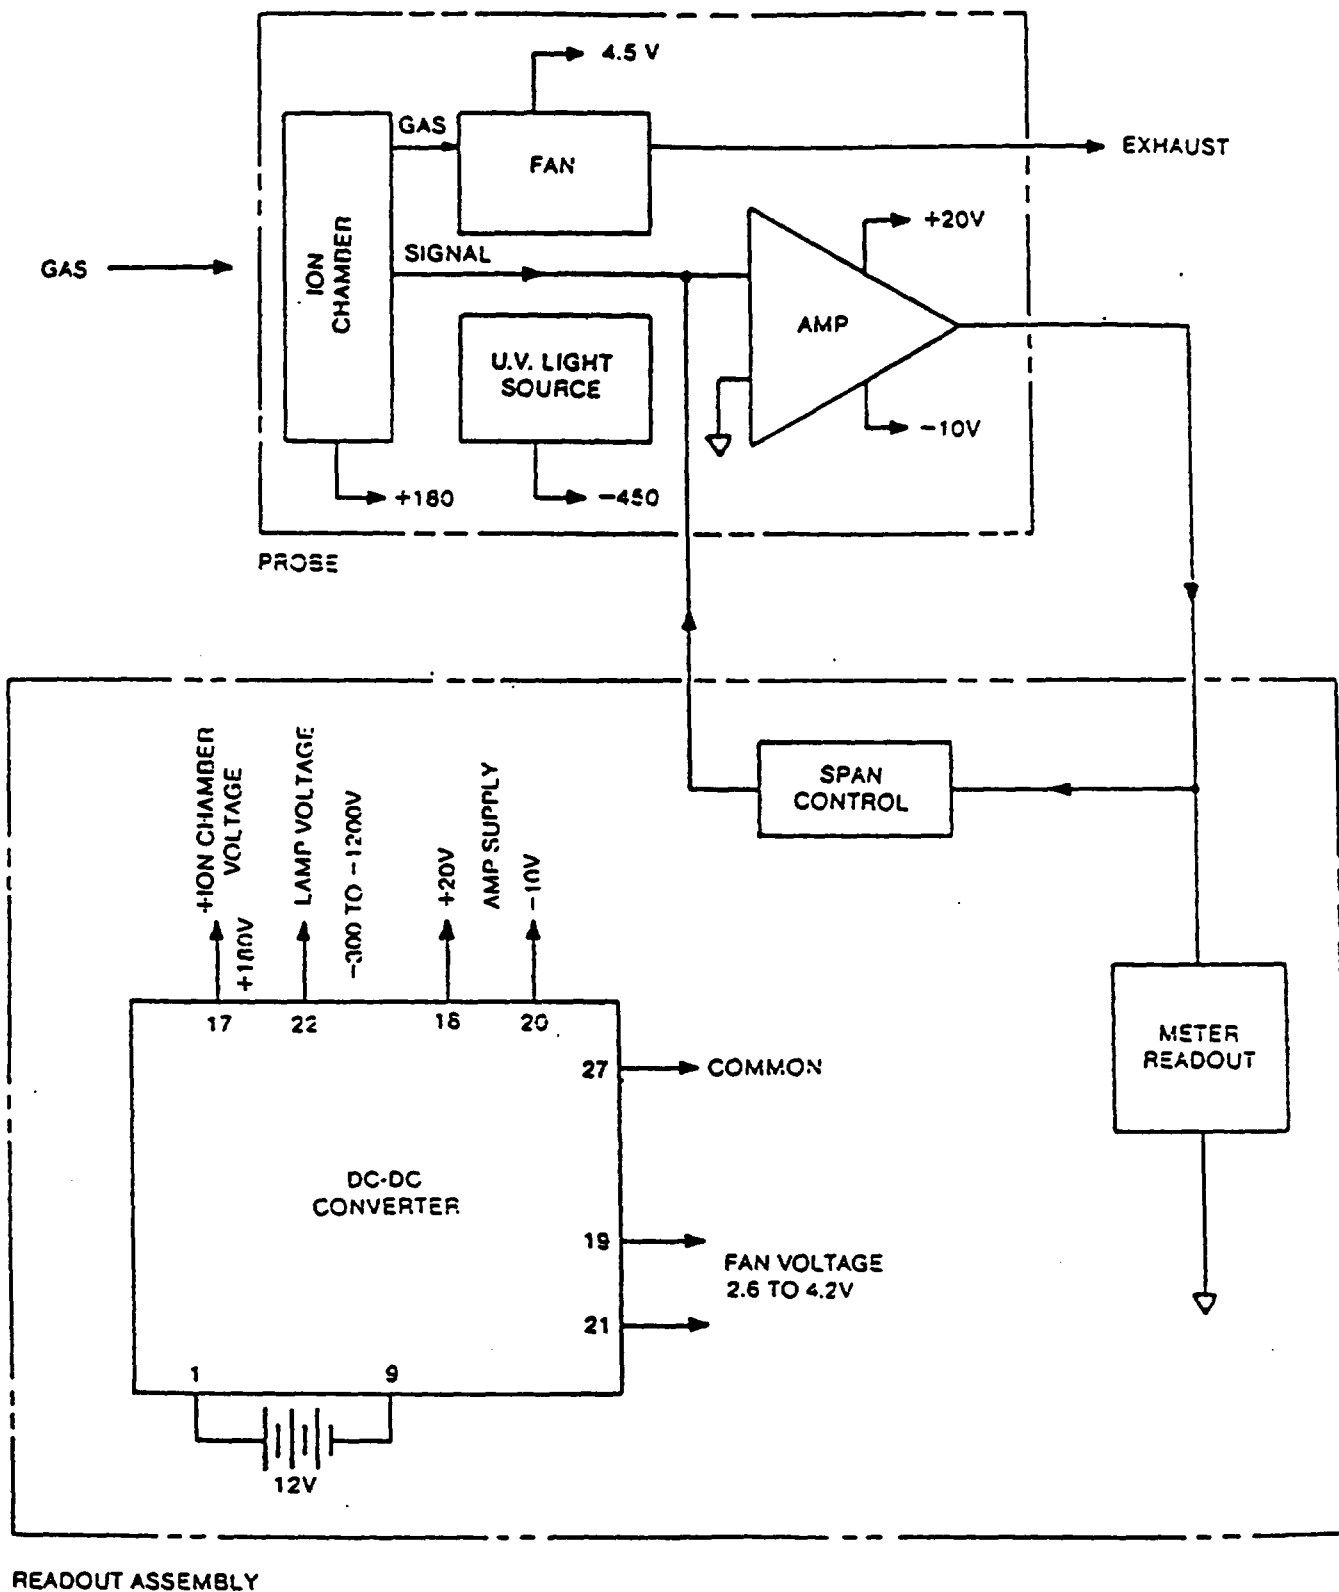 4.5 V
GAS
FAN
EXHAUST
+20V
SIGNAL
GAS
ION
CHAMBER
AMP
U.V. LIGHT
SOURCE
-10V
+180
-450
PROBE
+ION CHAMBER
VOLTAGE
+180V
LAMP VOLTAGE
-300 TO -1200V
+20V
AMP SUPPLY
-10V
SPAN
CONTROL
17
22
18
20
27
COMMON
METER
READOUT
DC-DC
CONVERTER
19
FAN VOLTAGE
2.6 TO 4.2V
21
1
9
12V
READOUT ASSEMBLY